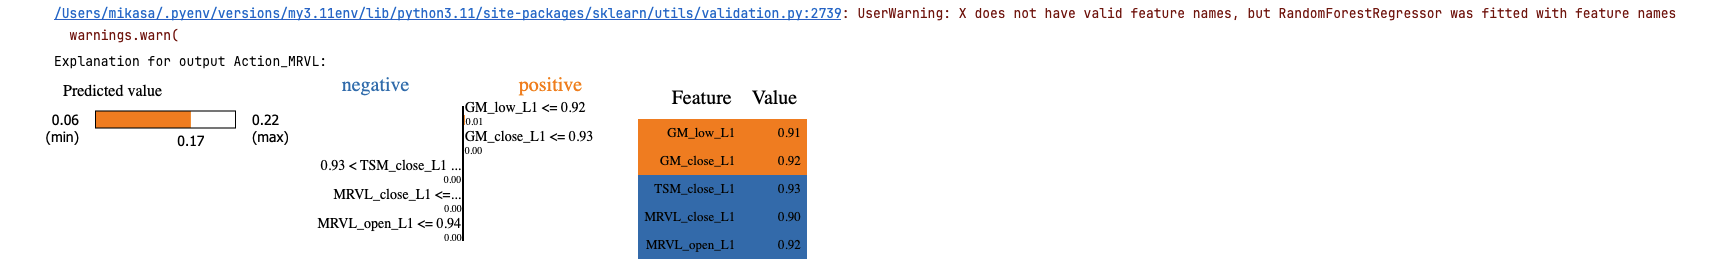 /Users/mikasa/.pyenv/versions/my3.11env/lib/python3.11/site-packages/sklearn/utils/validation.py:2739: UserWarning: X does not have valid feature names, but RandomForestRegressor was fitted with feature names
warnings.warn(
Explanation for output Action_MRVL:
Predicted value
0.06
(min)
0.17
0.22
(max)
negative
positive
GM_low_L1 <= 0.92
0.01
GM_close_L1 <= 0.93
0.00
0.93 < TSM_close_L1 ...
0.00
MRVL_close_L1 <=...
0.00
MRVL_open_L1 <= 0.94
0.00
Feature Value
GM_low_L1 0.91
GM_close_L1 0.92
TSM_close_L1 0.93
MRVL_close_L1 0.90
MRVL_open_L1 0.92